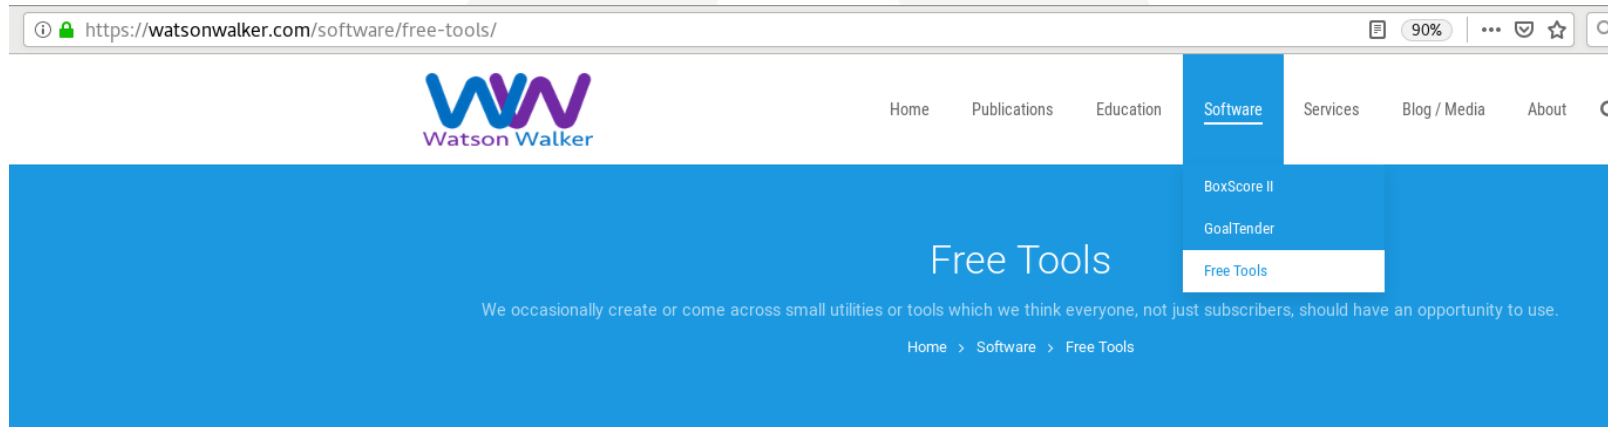 https://watsonwalker.com/software/free-tools/ 90%
Watson Walker
Home Publications Education Software Services Blog / Media About
BoxScore II
GoalTender
Free Tools
Free Tools
We occasionally create or come across small utilities or tools which we think everyone, not just subscribers, should have an opportunity to use.
Home > Software > Free Tools